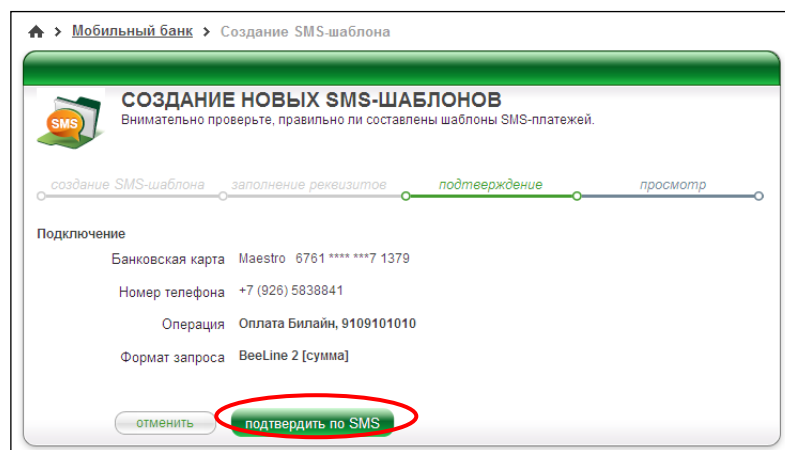 Мобильный банк > Создание SMS-шаблона
СОЗДАНИЕ НОВЫХ SMS-ШАБЛОНОВ
SMS
Внимательно проверьте, правильно ли составлены шаблоны SMS-платежей.
создание SMS-шаблона заполнение реквизитов подтверждение просмотр
Подключение
Банковская карта Maestro 6761 **** ***7 1379
Номер телефона +7 (926) 5838841
Операция Оплата Билайн, 9109101010
Формат запроса BeeLine 2 [сумма]
отменить подтвердить по SMS